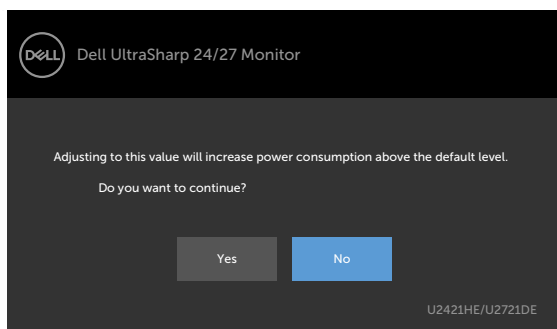 DELL Dell UltraSharp 24/27 Monitor
Adjusting to this value will increase power consumption above the default level.
Do you want to continue?
Yes No
U2421HE/U2721DE